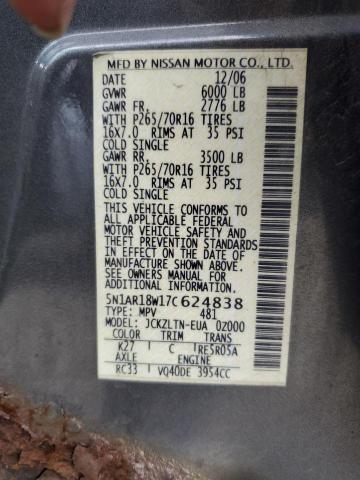 MFD BY NISSAN MOTOR CO., LTD.
DATE 12/06
GVWR 6000 LB
GAWR FR. 2776 LB
WITH P265/70R16 TIRES
16X7.0 RIMS AT 35 PSI
COLD SINGLE
GAWR RR. 3500 LB
WITH P265/70R16 TIRES
16X7.0 RIMS AT 35 PSI
COLD SINGLE
THIS VEHICLE CONFORMS TO
ALL APPLICABLE FEDERAL
MOTOR VEHICLE SAFETY AND
THEFT PREVENTION STANDARDS
IN EFFECT ON THE DATE OF
MANUFACTURE SHOWN ABOVE.
SEE OWNERS MANUAL FOR
ADDITIONAL INFORMATION.
5N1AR18W17C624838
TYPE: MPV 481
MODEL: JCKZLTN-EUA 0Z000
COLOR TRIM TRANS
K27 C RE5R05A
AXLE ENGINE
RC33 VQ40DE 3954CC